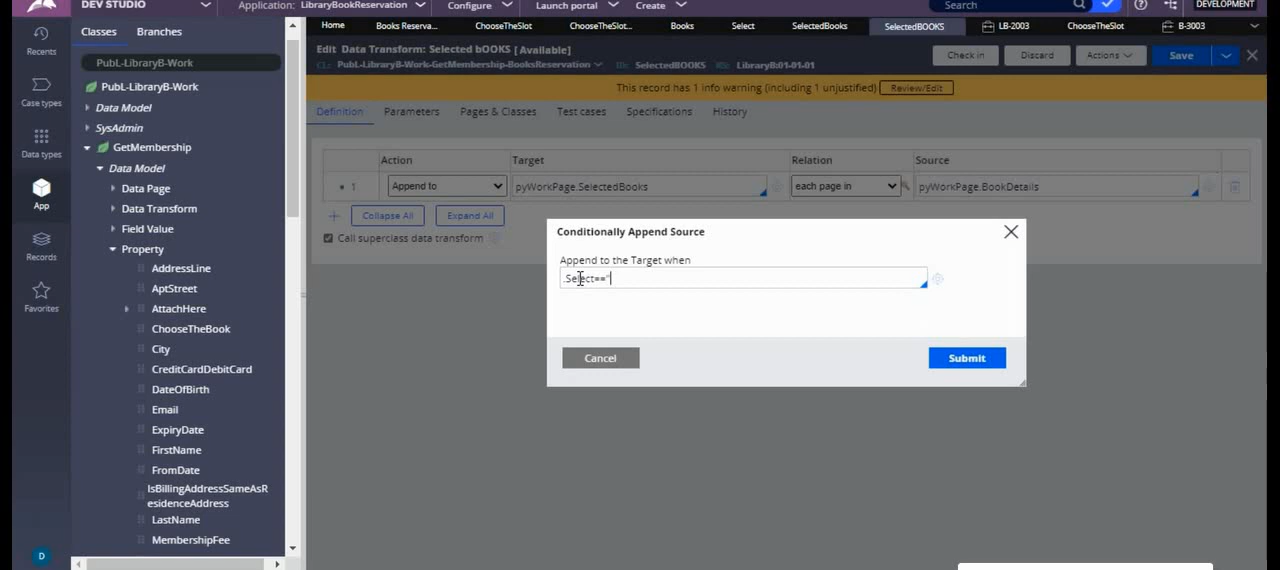 DEV STUDIO
Application: LibraryBookReservation
Configure
Launch portal
Create
Search
DEVELOPMENT
Recents
Case types
Data types
App
Records
Favorites
D
Classes
Branches
PubL-LibraryB-Work
PubL-LibraryB-Work
Data Model
SysAdmin
GetMembership
Data Model
Data Page
Data Transform
Field Value
Property
AddressLine
AptStreet
AttachHere
ChooseTheBook
City
CreditCardDebitCard
DateOfBirth
Email
ExpiryDate
FirstName
FromDate
IsBillingAddressSameAsR
esidenceAddress
LastName
MembershipFee
Home
Books Reserva...
ChooseTheSlot
ChooseTheSlot...
Books
Select
SelectedBooks
SelectedBOOKS
LB-2003
ChooseTheSlot
B-3003
Edit Data Transform: Selected bOOKS [Available]
CL: PubL-LibraryB-Work-GetMembership-BooksReservation ID: SelectedBOOKS RS: LibraryB:01-01-01
Check in
Discard
Actions
Save
This record has 1 info warning (including 1 unjustified) Review/Edit
Definition
Parameters
Pages & Classes
Test cases
Specifications
History
Action
Target
Relation
Source
1
Append to
pyWorkPage.SelectedBooks
each page in
pyWorkPage.BookDetails
Collapse All
Expand All
Call superclass data transform
Conditionally Append Source
Append to the Target when
.Select=="
Cancel
Submit